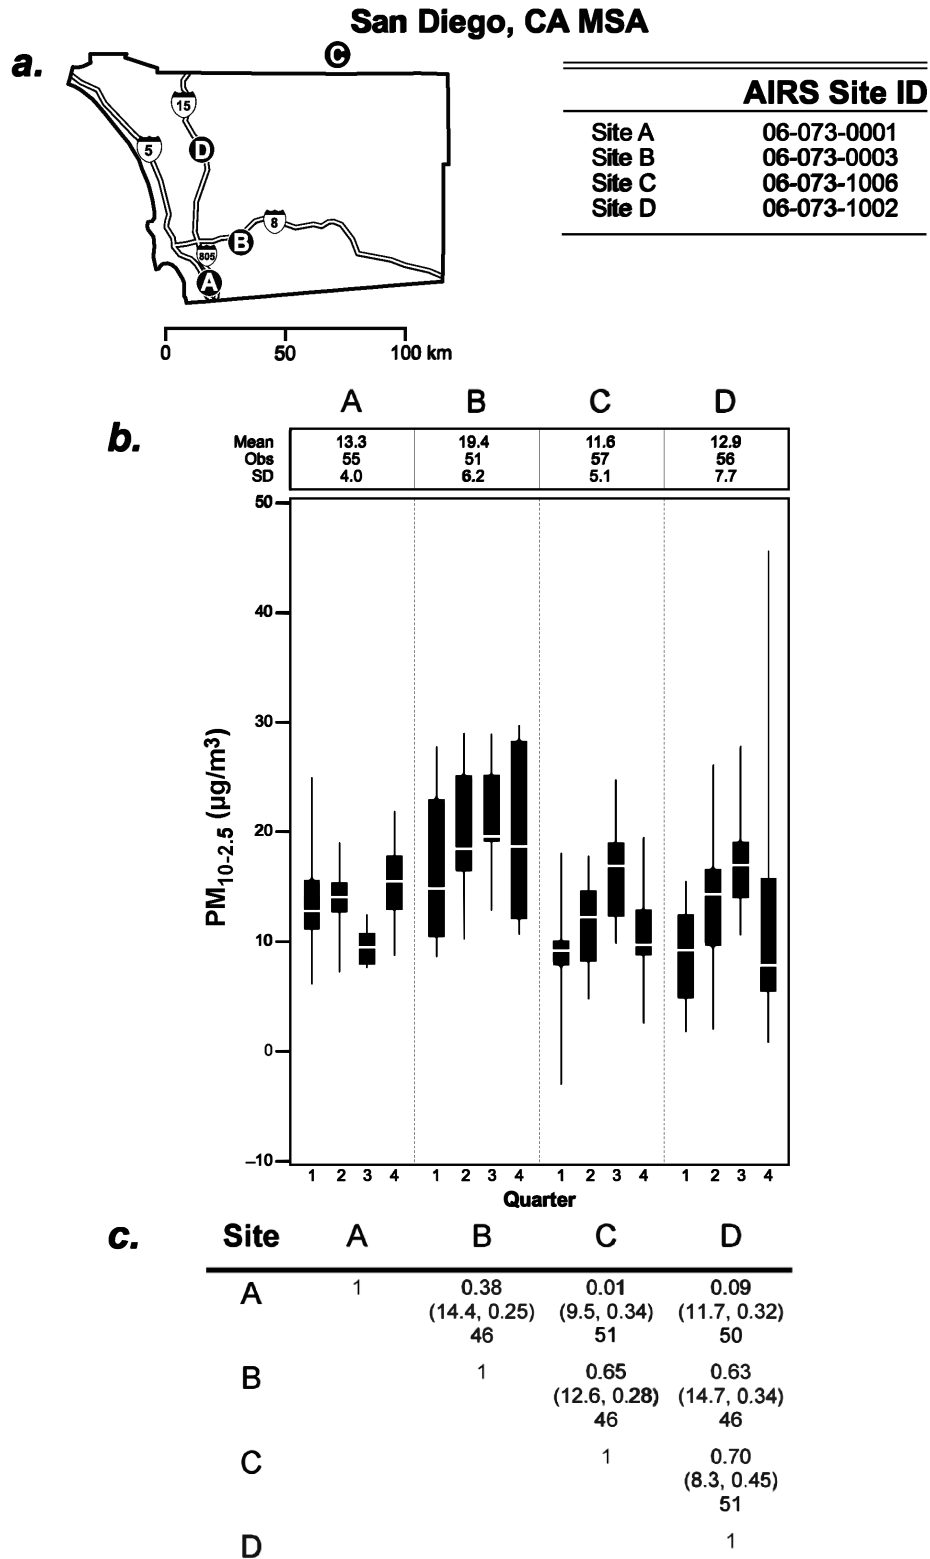 San Diego, CA MSA
a.
C
15
5
D
8
B
805
A
0 50 100 km
AIRS Site ID
Site A 06-073-0001
Site B 06-073-0003
Site C 06-073-1006
Site D 06-073-1002
b.
A B C D
Mean 13.3 19.4 11.6 12.9
Obs 55 51 57 56
SD 4.0 6.2 5.1 7.7
PM10-2.5 (µg/m³)
50
40
30
20
10
0
–10
1 2 3 4 1 2 3 4 1 2 3 4 1 2 3 4
Quarter
c.
Site A B C D
A 1 0.38 0.01 0.09
(14.4, 0.25) (9.5, 0.34) (11.7, 0.32)
46 51 50
B 1 0.65 0.63
(12.6, 0.28) (14.7, 0.34)
46 46
C 1 0.70
(8.3, 0.45)
51
D 1